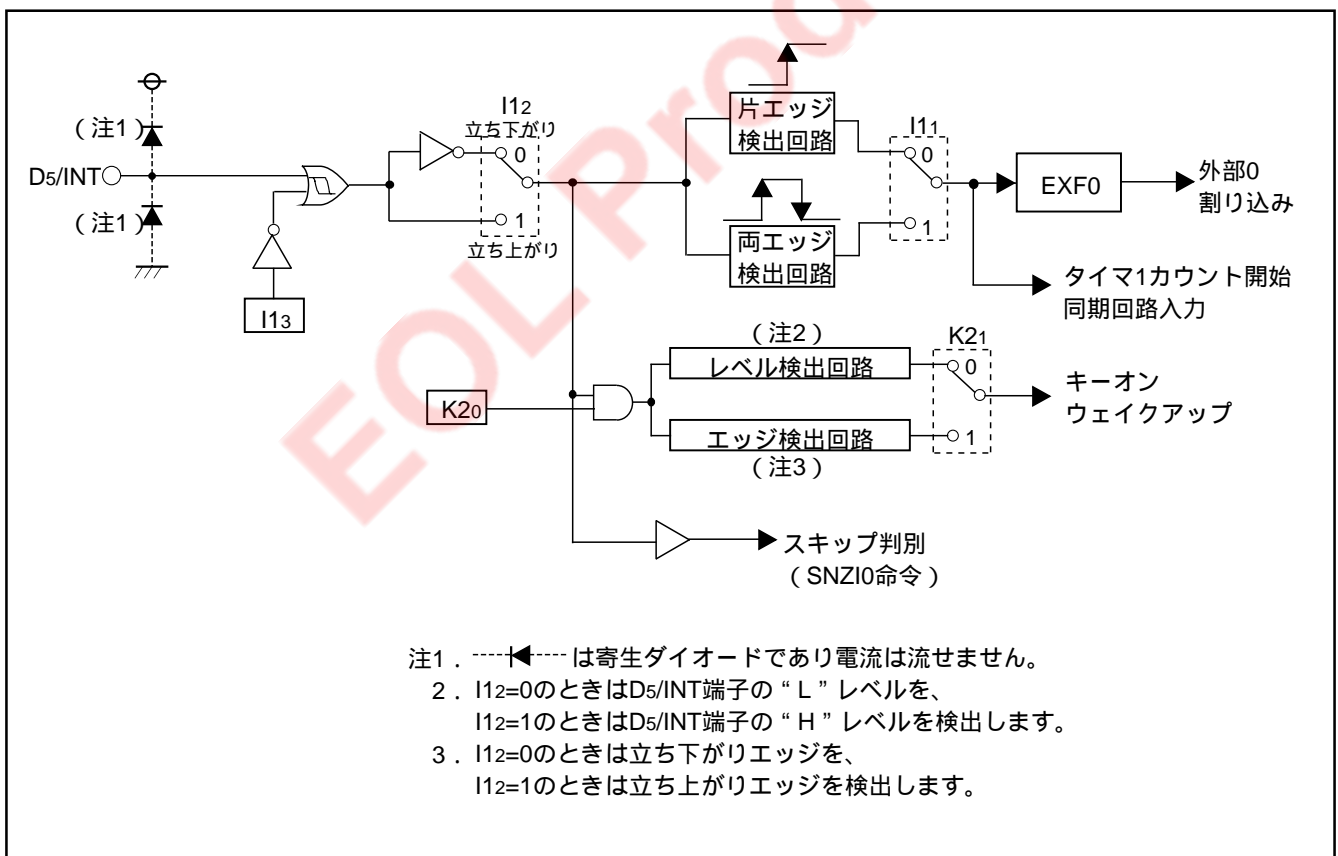 EOL Prod
I12
立ち下がり
0
1
立ち上がり
（注1）
D5/INT
（注1）
I13
片エッジ
検出回路
両エッジ
検出回路
I11
0
1
EXF0
外部0
割り込み
タイマ1カウント開始
同期回路入力
（注2）
レベル検出回路
K20
エッジ検出回路
（注3）
K21
0
1
キーオン
ウェイクアップ
スキップ判別
（SNZI0命令）
注1．は寄生ダイオードであり電流は流せません。
2．I12=0のときはD5/INT端子の“L”レベルを、
I12=1のときはD5/INT端子の“H”レベルを検出します。
3．I12=0のときは立ち下がりエッジを、
I12=1のときは立ち上がりエッジを検出します。